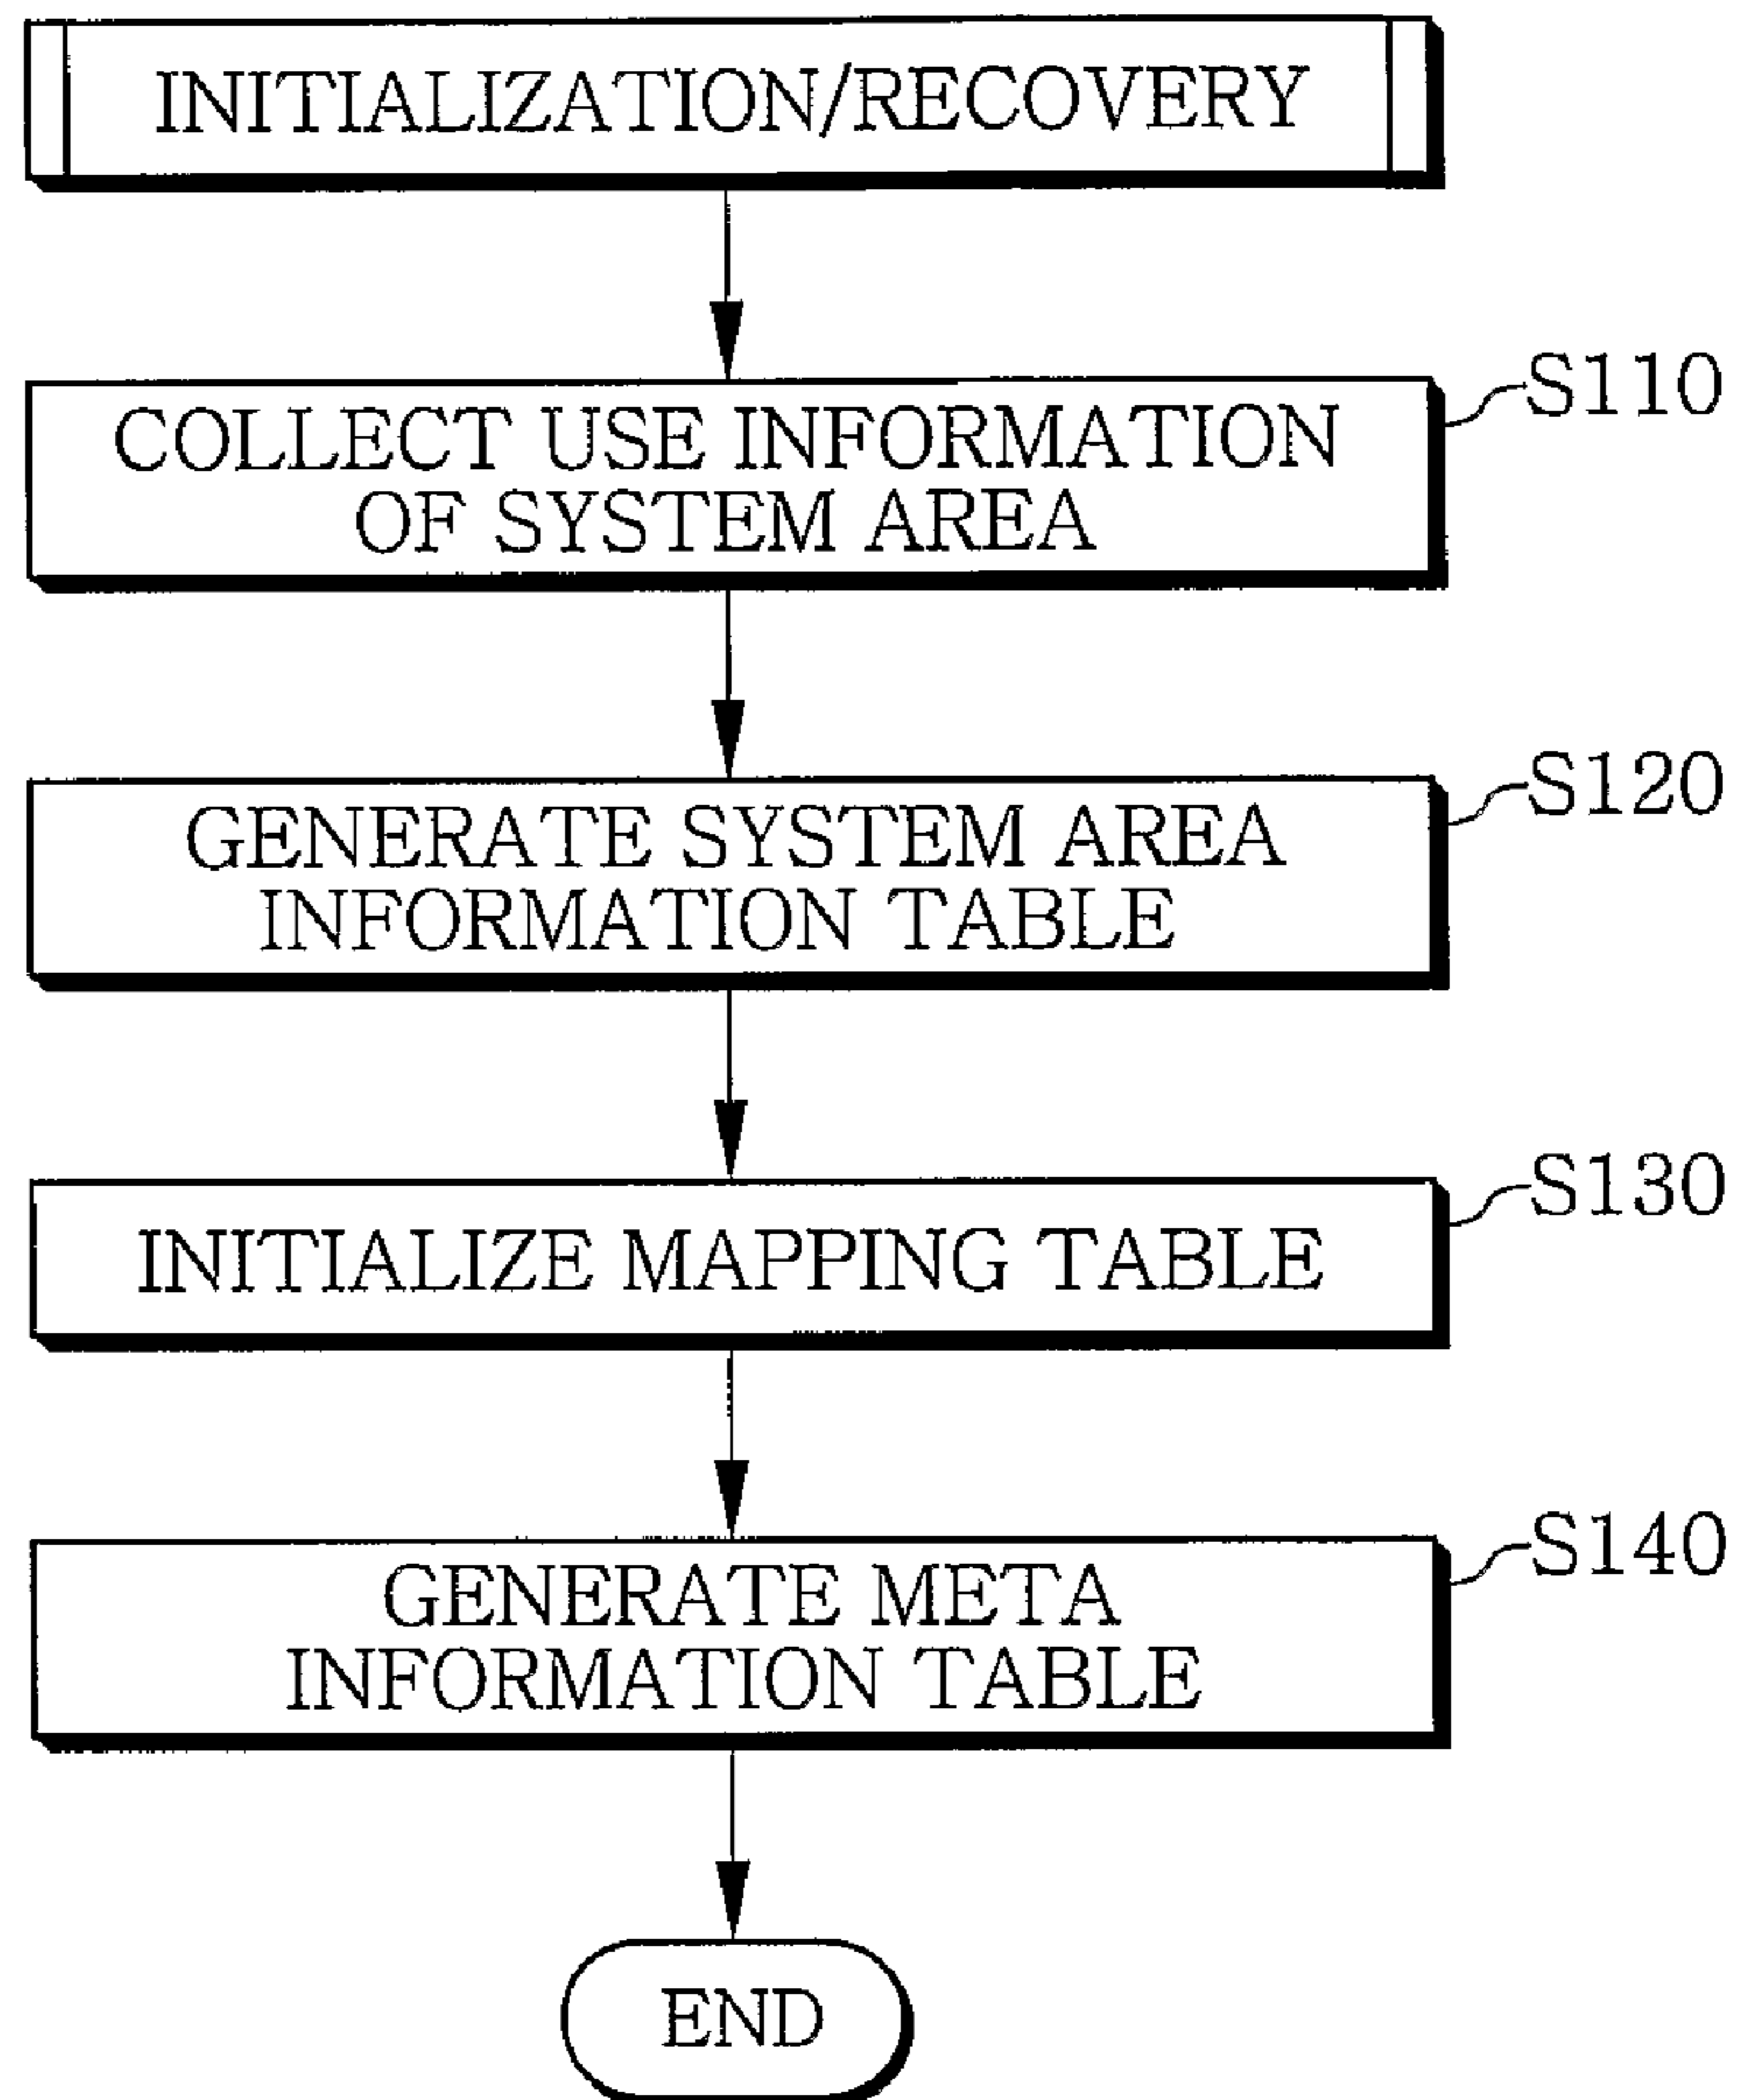 INITIALIZATION/RECOVERY
S110
COLLECT USE INFORMATION
OF SYSTEM AREA
S120
GENERATE SYSTEM AREA
INFORMATION TABLE
S130
INITIALIZE MAPPING TABLE
S140
GENERATE META
INFORMATION TABLE
END